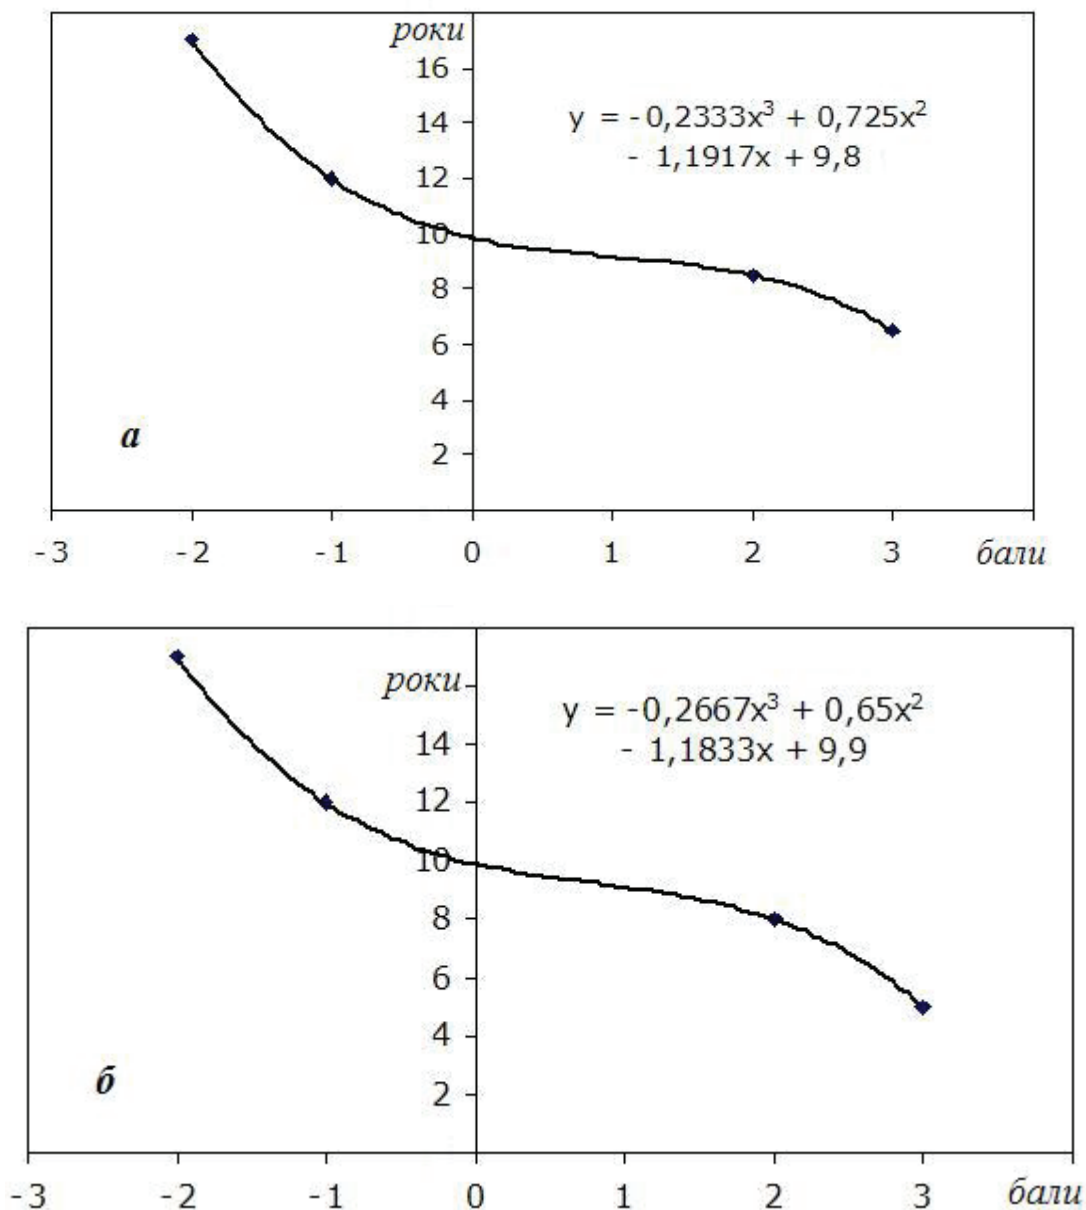 роки
16
14
12
10
8
6
4
2
y = -0,2333x³ + 0,725x²
- 1,1917x + 9,8
а
-3 -2 -1 0 1 2 3 бали
роки
14
12
10
8
6
4
2
y = -0,2667x³ + 0,65x²
- 1,1833x + 9,9
б
-3 -2 -1 0 1 2 3 бали